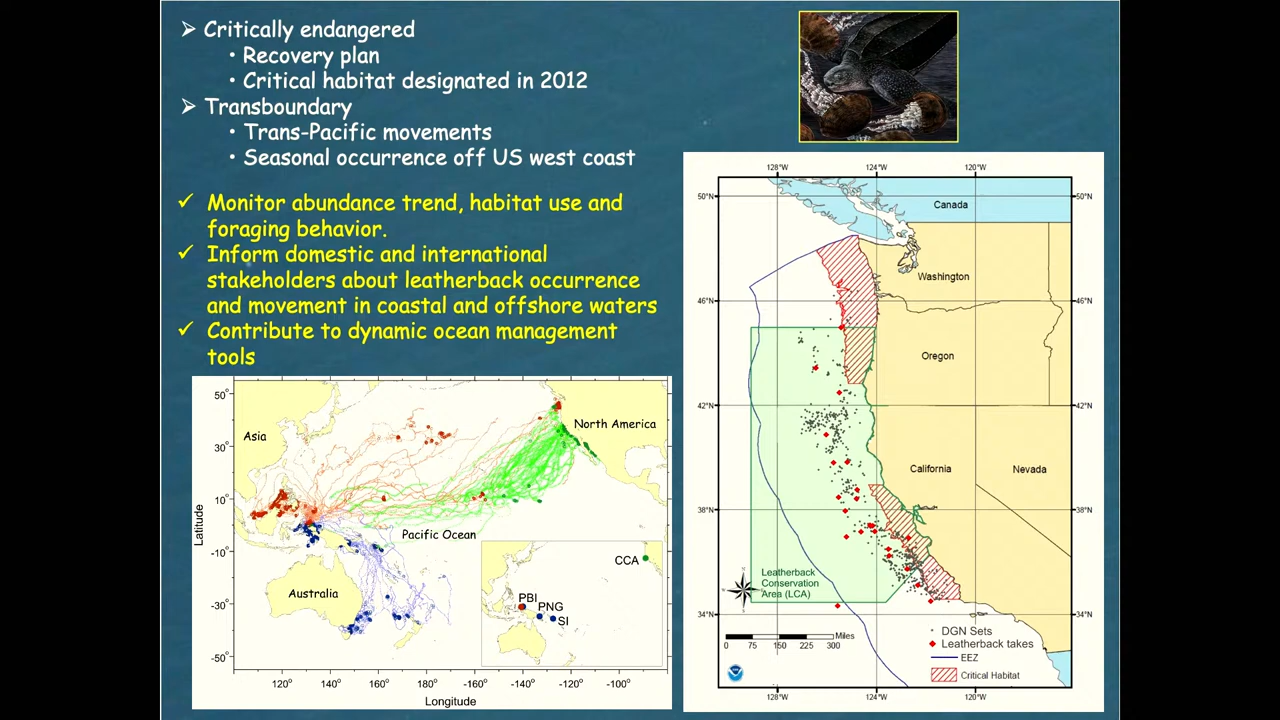 ➢ Critically endangered
• Recovery plan
• Critical habitat designated in 2012
➢ Transboundary
• Trans-Pacific movements
• Seasonal occurrence off US west coast
✓ Monitor abundance trend, habitat use and
foraging behavior.
✓ Inform domestic and international
stakeholders about leatherback occurrence
and movement in coastal and offshore waters
✓ Contribute to dynamic ocean management
tools
50°
30°
10°
-10°
-30°
-50°
Latitude
Asia
North America
Pacific Ocean
Australia
CCA
PBI
PNG
SI
120° 140° 160° 180° -160° -140° -120° -100°
Longitude
128°W 124°W 120°W
50°N 50°N
Canada
Washington
46°N 46°N
Oregon
42°N 42°N
California
Nevada
38°N 38°N
Leatherback
Conservation
Area (LCA)
34°N 34°N
DGN Sets
Leatherback takes
EEZ
Critical Habitat
0 75 150 225 300 Miles
128°W 124°W 120°W